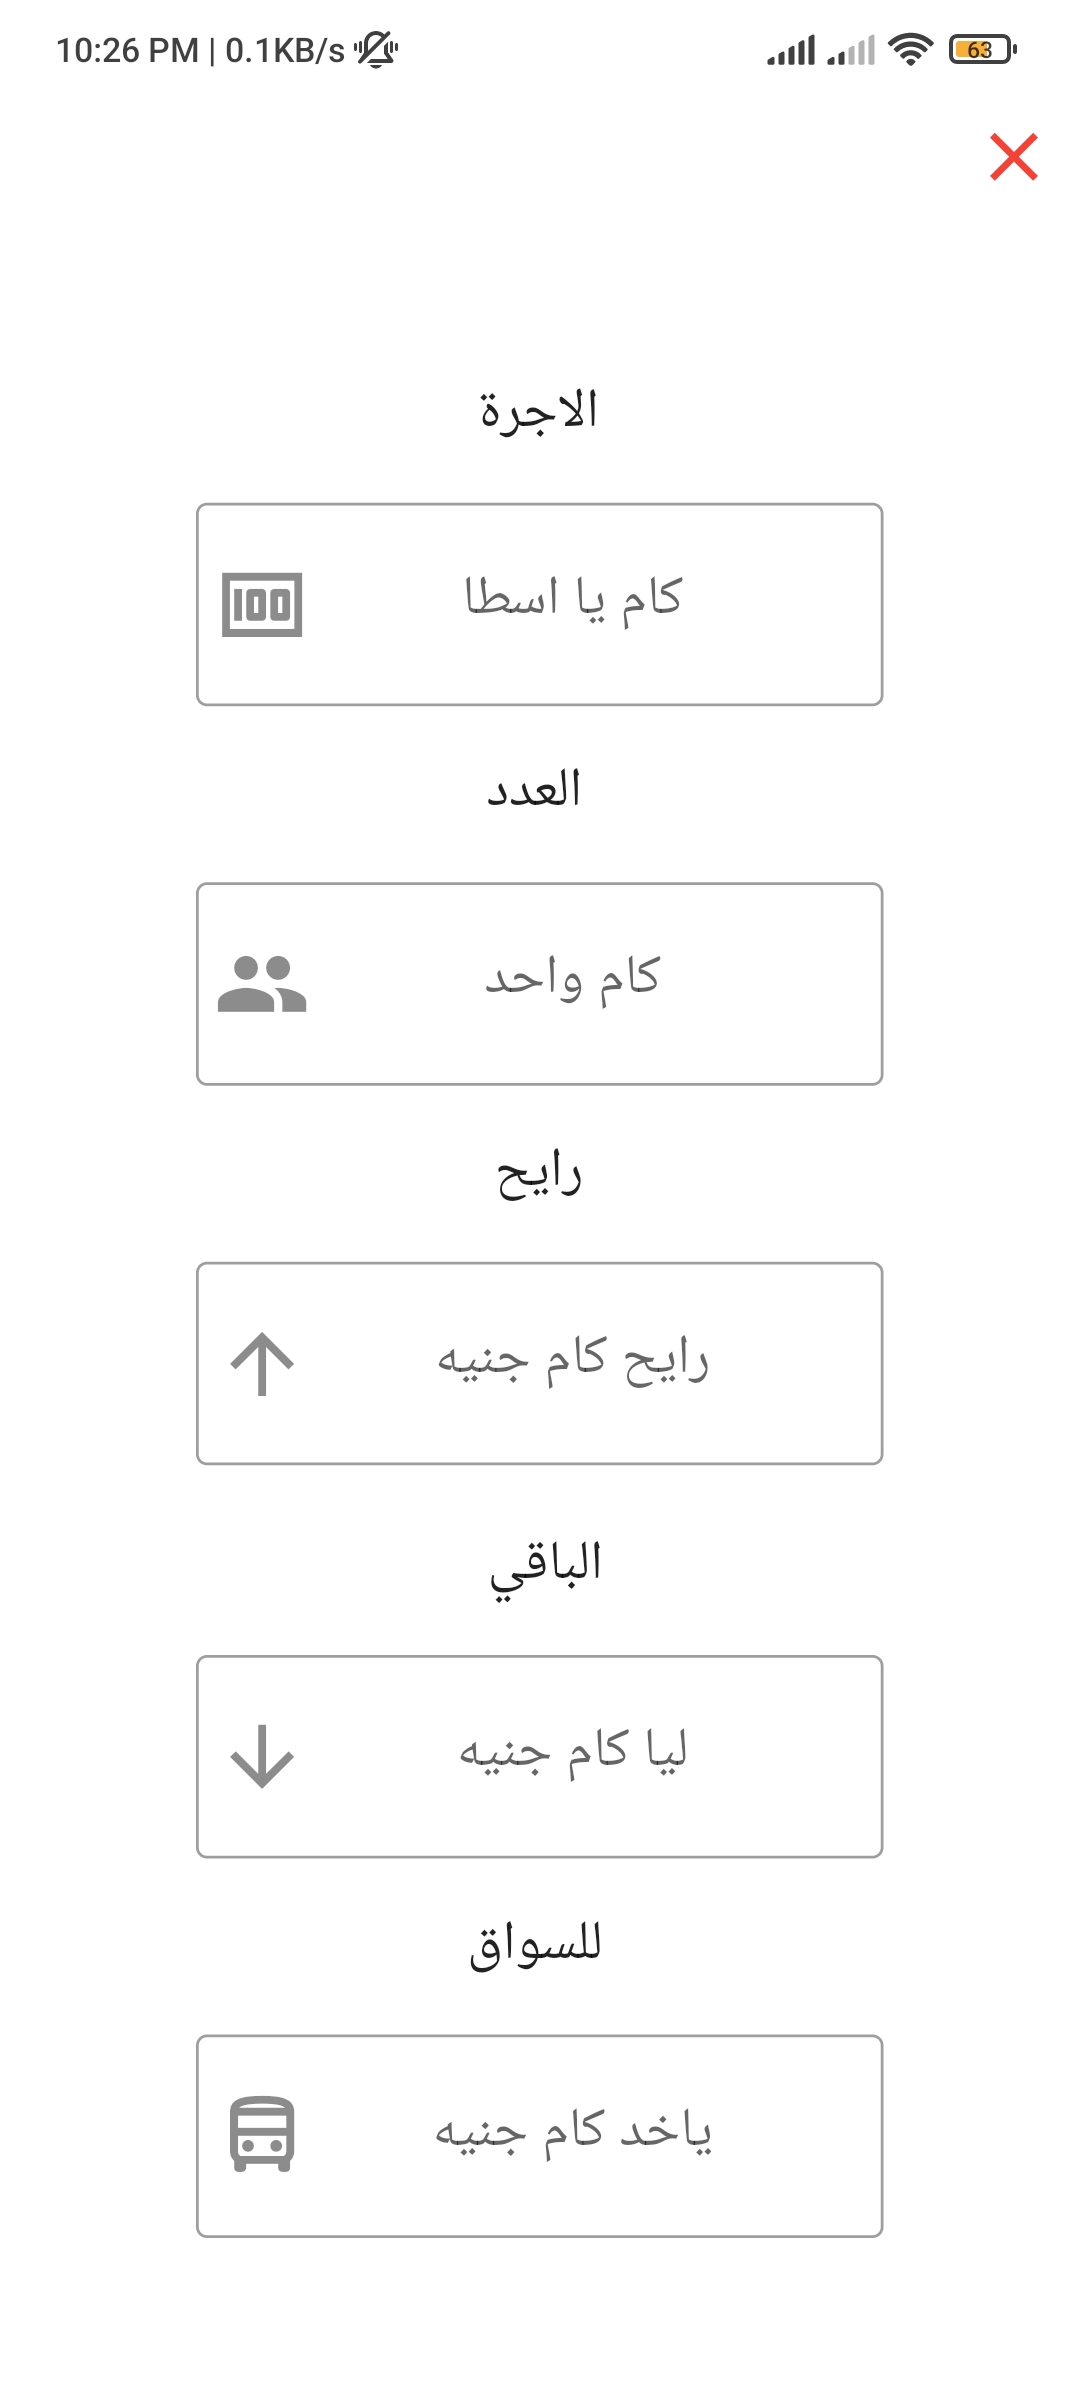 10:26 PM | 0.1KB/s
63
الاجرة
كام يا اسطا
العدد
كام واحد
رايح
رايح كام جنيه
الباقي
ليا كام جنيه
للسواق
ياخد كام جنيه